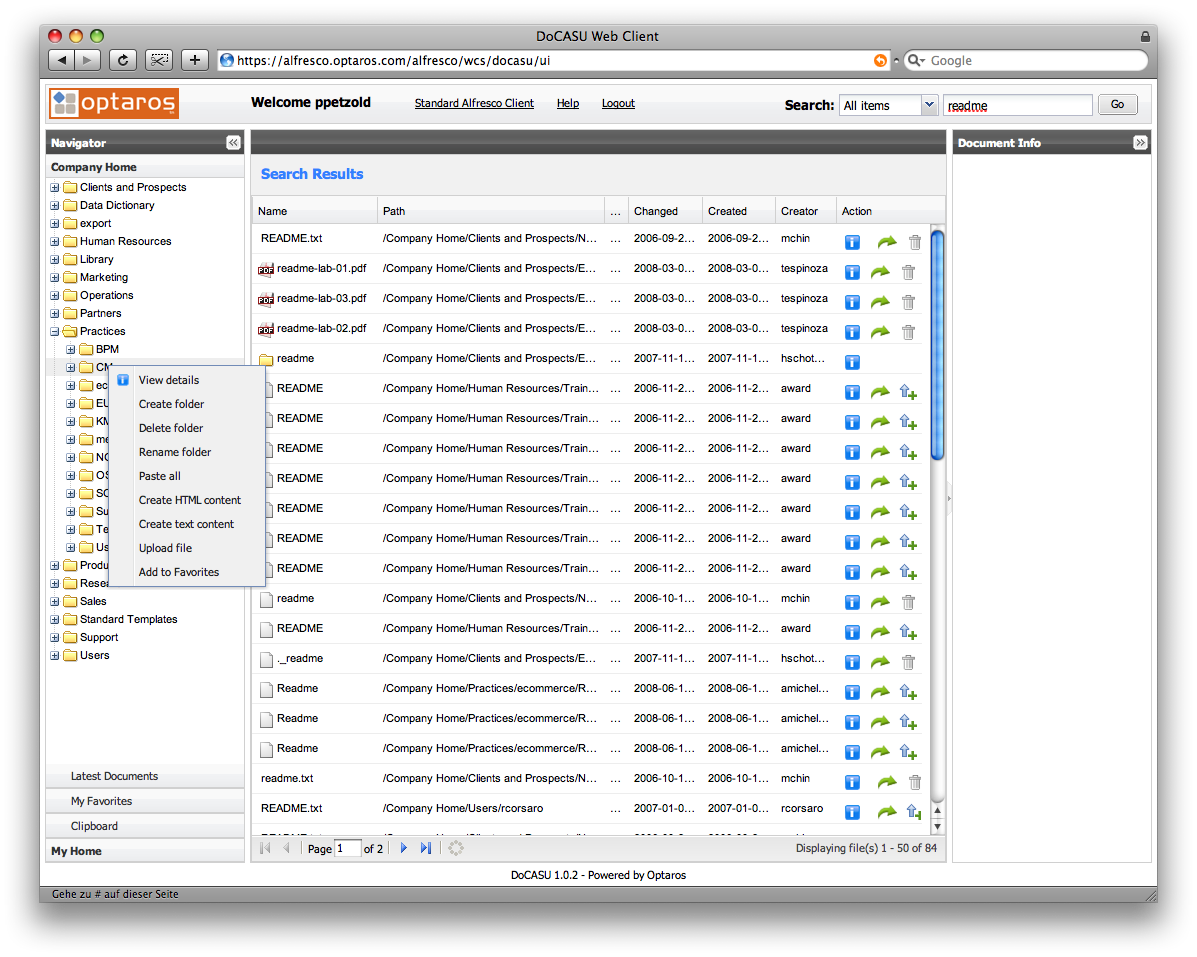 DoCASU Web Client
https://alfresco.optaros.com/alfresco/wcs/docasu/ui
Google
optaros
Welcome ppetzold
Standard Alfresco Client Help Logout
Search: All items readme Go
Navigator
Company Home
Clients and Prospects
Data Dictionary
export
Human Resources
Library
Marketing
Operations
Partners
Practices
BPM
CM
ec
EU
KM
me
NO
OS
SO
Su
Te
Us
Produ
Resea
Sales
Standard Templates
Support
Users
View details
Create folder
Delete folder
Rename folder
Paste all
Create HTML content
Create text content
Upload file
Add to Favorites
Latest Documents
My Favorites
Clipboard
My Home
Search Results
Name Path ... Changed Created Creator Action
README.txt /Company Home/Clients and Prospects/N... ... 2006-09-2... 2006-09-2... mchin
readme-lab-01.pdf /Company Home/Clients and Prospects/E... ... 2008-03-0... 2008-03-0... tespinoza
readme-lab-03.pdf /Company Home/Clients and Prospects/E... ... 2008-03-0... 2008-03-0... tespinoza
readme-lab-02.pdf /Company Home/Clients and Prospects/E... ... 2008-03-0... 2008-03-0... tespinoza
readme /Company Home/Clients and Prospects/E... ... 2007-11-1... 2007-11-1... hschot...
README /Company Home/Human Resources/Train... ... 2006-11-2... 2006-11-2... award
README /Company Home/Human Resources/Train... ... 2006-11-2... 2006-11-2... award
README /Company Home/Human Resources/Train... ... 2006-11-2... 2006-11-2... award
README /Company Home/Human Resources/Train... ... 2006-11-2... 2006-11-2... award
README /Company Home/Human Resources/Train... ... 2006-11-2... 2006-11-2... award
README /Company Home/Human Resources/Train... ... 2006-11-2... 2006-11-2... award
README /Company Home/Human Resources/Train... ... 2006-11-2... 2006-11-2... award
readme /Company Home/Clients and Prospects/N... ... 2006-10-1... 2006-10-1... mchin
README /Company Home/Human Resources/Train... ... 2006-11-2... 2006-11-2... award
._readme /Company Home/Clients and Prospects/E... ... 2007-11-1... 2007-11-1... hschot...
Readme /Company Home/Practices/ecommerce/R... ... 2008-06-1... 2008-06-1... amichel...
Readme /Company Home/Practices/ecommerce/R... ... 2008-06-1... 2008-06-1... amichel...
Readme /Company Home/Practices/ecommerce/R... ... 2008-06-1... 2008-06-1... amichel...
readme.txt /Company Home/Clients and Prospects/N... ... 2006-10-1... 2006-10-1... mchin
README.txt /Company Home/Users/rcorsaro ... 2007-01-0... 2007-01-0... rcorsaro
Page 1 of 2 Displaying file(s) 1 - 50 of 84
Document Info
DoCASU 1.0.2 - Powered by Optaros
Gehe zu # auf dieser Seite